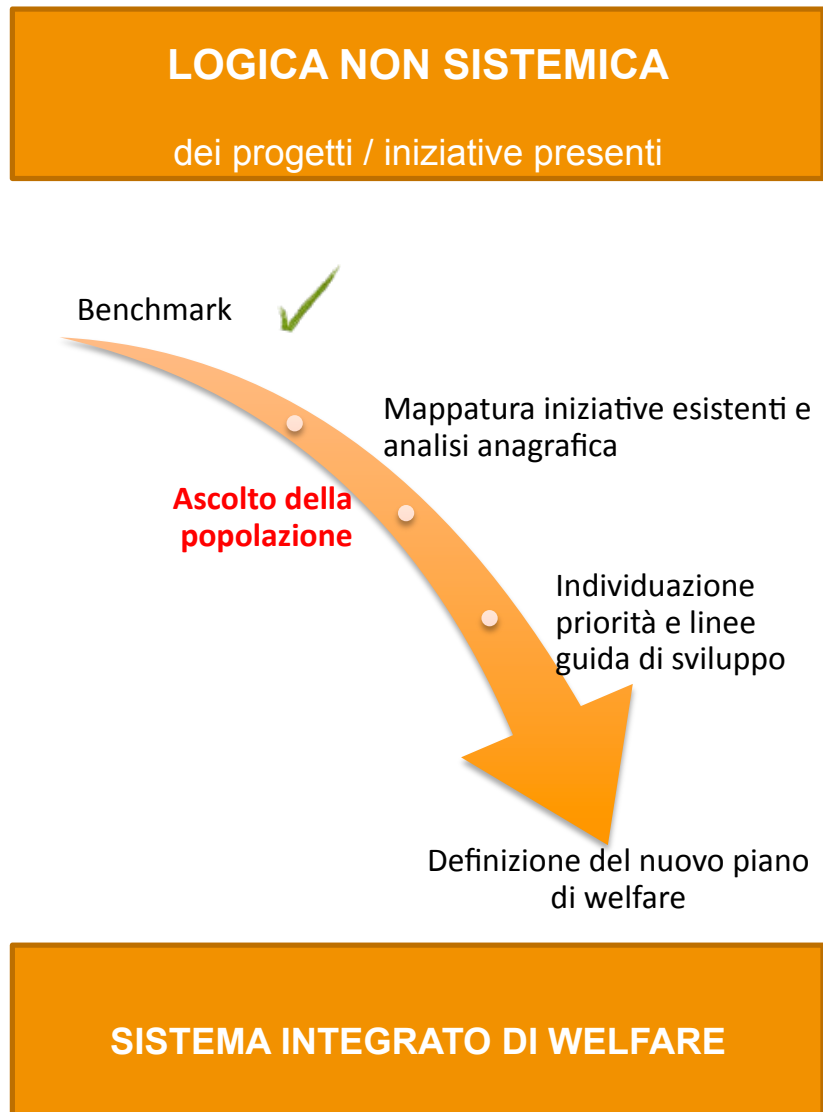 LOGICA NON SISTEMICA
dei progetti / iniziative presenti
Benchmark
Mappatura iniziative esistenti e
analisi anagrafica
Ascolto della
popolazione
Individuazione
priorità e linee
guida di sviluppo
Definizione del nuovo piano
di welfare
SISTEMA INTEGRATO DI WELFARE